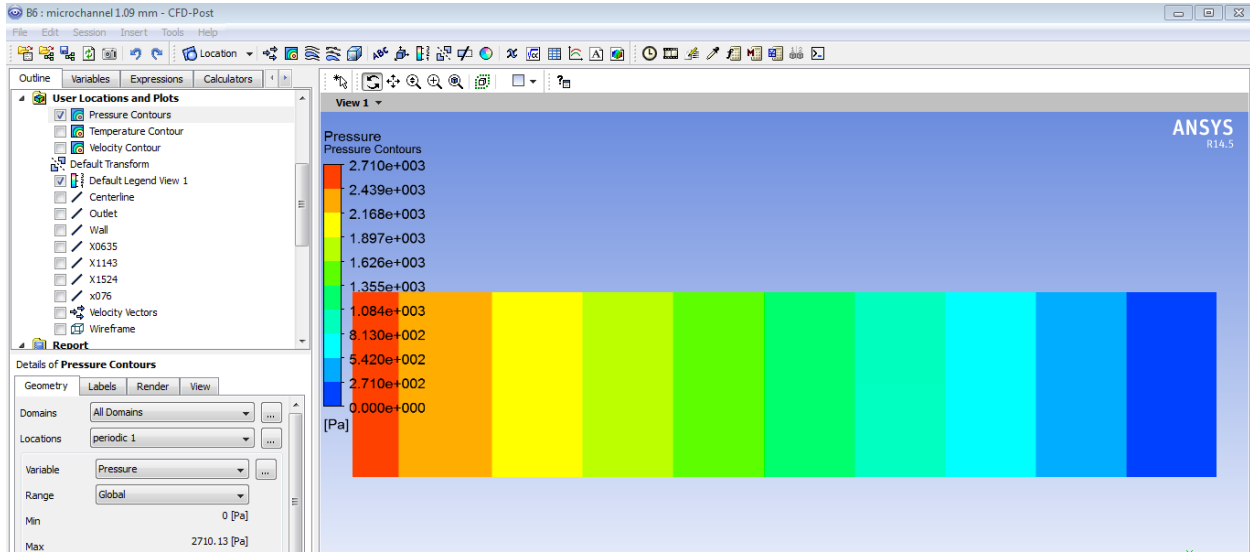 B6 : microchannel 1.09 mm - CFD-Post
File Edit Session Insert Tools Help
Location
Outline Variables Expressions Calculators
User Locations and Plots
Pressure Contours
Temperature Contour
Velocity Contour
Default Transform
Default Legend View 1
Centerline
Outlet
Wall
X0635
X1143
X1524
x076
Velocity Vectors
Wireframe
Report
Details of Pressure Contours
Geometry Labels Render View
Domains All Domains ...
Locations periodic 1 ...
Variable Pressure ...
Range Global
Min 0 [Pa]
Max 2710.13 [Pa]
View 1
Pressure
Pressure Contours
2.710e+003
2.439e+003
2.168e+003
1.897e+003
1.626e+003
1.355e+003
1.084e+003
8.130e+002
5.420e+002
2.710e+002
0.000e+000
[Pa]
ANSYS
R14.5